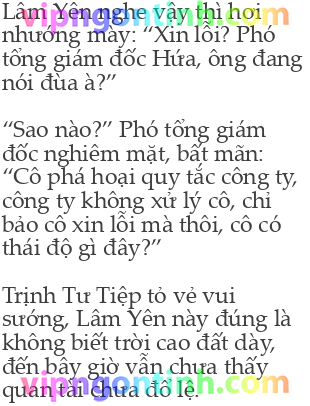 Lâm Yên nghe vậy thì hơi
nhướng mày: “Xin lỗi? Phó
tổng giám đốc Hứa, ông đang
nói đùa à?”
“Sao nào?” Phó tổng giám
đốc nghiêm mặt, bất mãn:
“Cô phá hoại quy tắc công ty,
công ty không xử lý cô, chỉ
bảo cô xin lỗi mà thôi, cô có
thái độ gì đây?”
Trịnh Tư Tiệp tỏ vẻ vui
sướng, Lâm Yên này đúng là
không biết trời cao đất dày,
đến bây giờ vẫn chưa thấy
quan tài chưa đổ lệ.
vipngontinh.com
vipngontinh.com